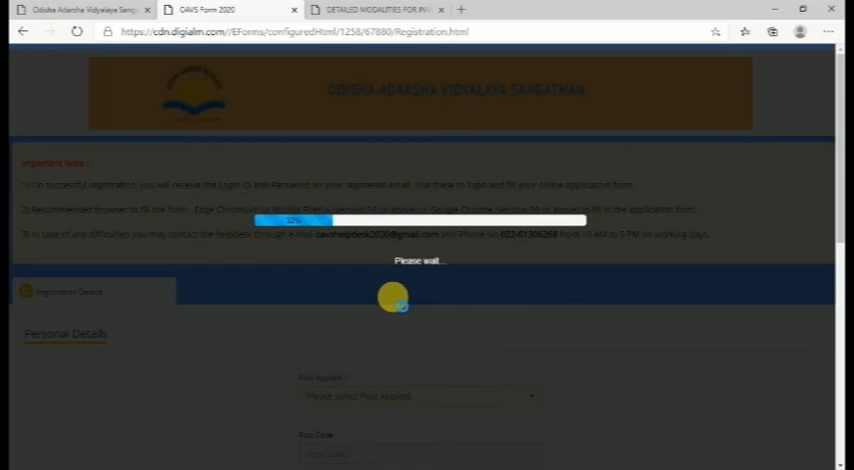 Odisha Adarsha Vidyalaya Sang
OAVS Form 2020
DETAILED MODALITIES FOR IN
https://cdn.digialm.com//EForms/configuredHtml/1258/67880/Registration.html
ODISHA ADARSHA VIDYALAYA SANGATHAN
Important Note :
1) On successful registration, you will receive the Login ID and Password on your registered email. Use these to login and fill your online application form.
2) Recommended browser to fill the form - Edge Chromium or Mozilla Firefox (version 56 or above) or Google Chrome (version 59 or above) to fill in the application form.
3) In case of any difficulties you may contact the helpdesk through e-Mail oavshelpdesk2020@gmail.com and Phone No 022-61306258 from 10 AM to 5 PM on working days.
Please wait...
Registration Details
Personal Details
Post Applied
Please select Post Applied
Post Code
Post Code